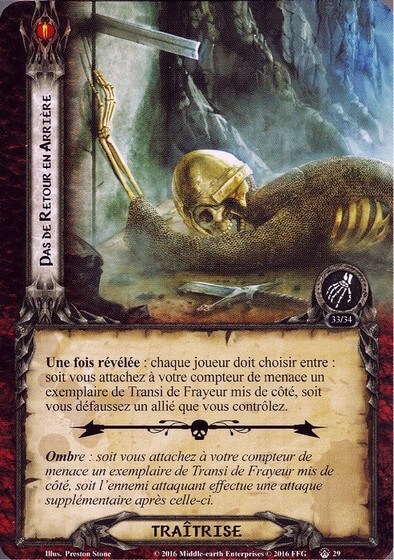 PAS DE RETOUR EN ARRIÈRE
33/34
Une fois révélée : chaque joueur doit choisir entre :
soit vous attachez à votre compteur de menace un
exemplaire de Transi de Frayeur mis de côté, soit
vous défaussez un allié que vous contrôlez.
Ombre : soit vous attachez à votre compteur de
menace un exemplaire de Transi de Frayeur mis de
côté, soit l'ennemi attaquant effectue une attaque
supplémentaire après celle-ci.
TRAÎTRISE
Illus. Preston Stone © 2016 Middle-earth Enterprises © 2016 FFG 29